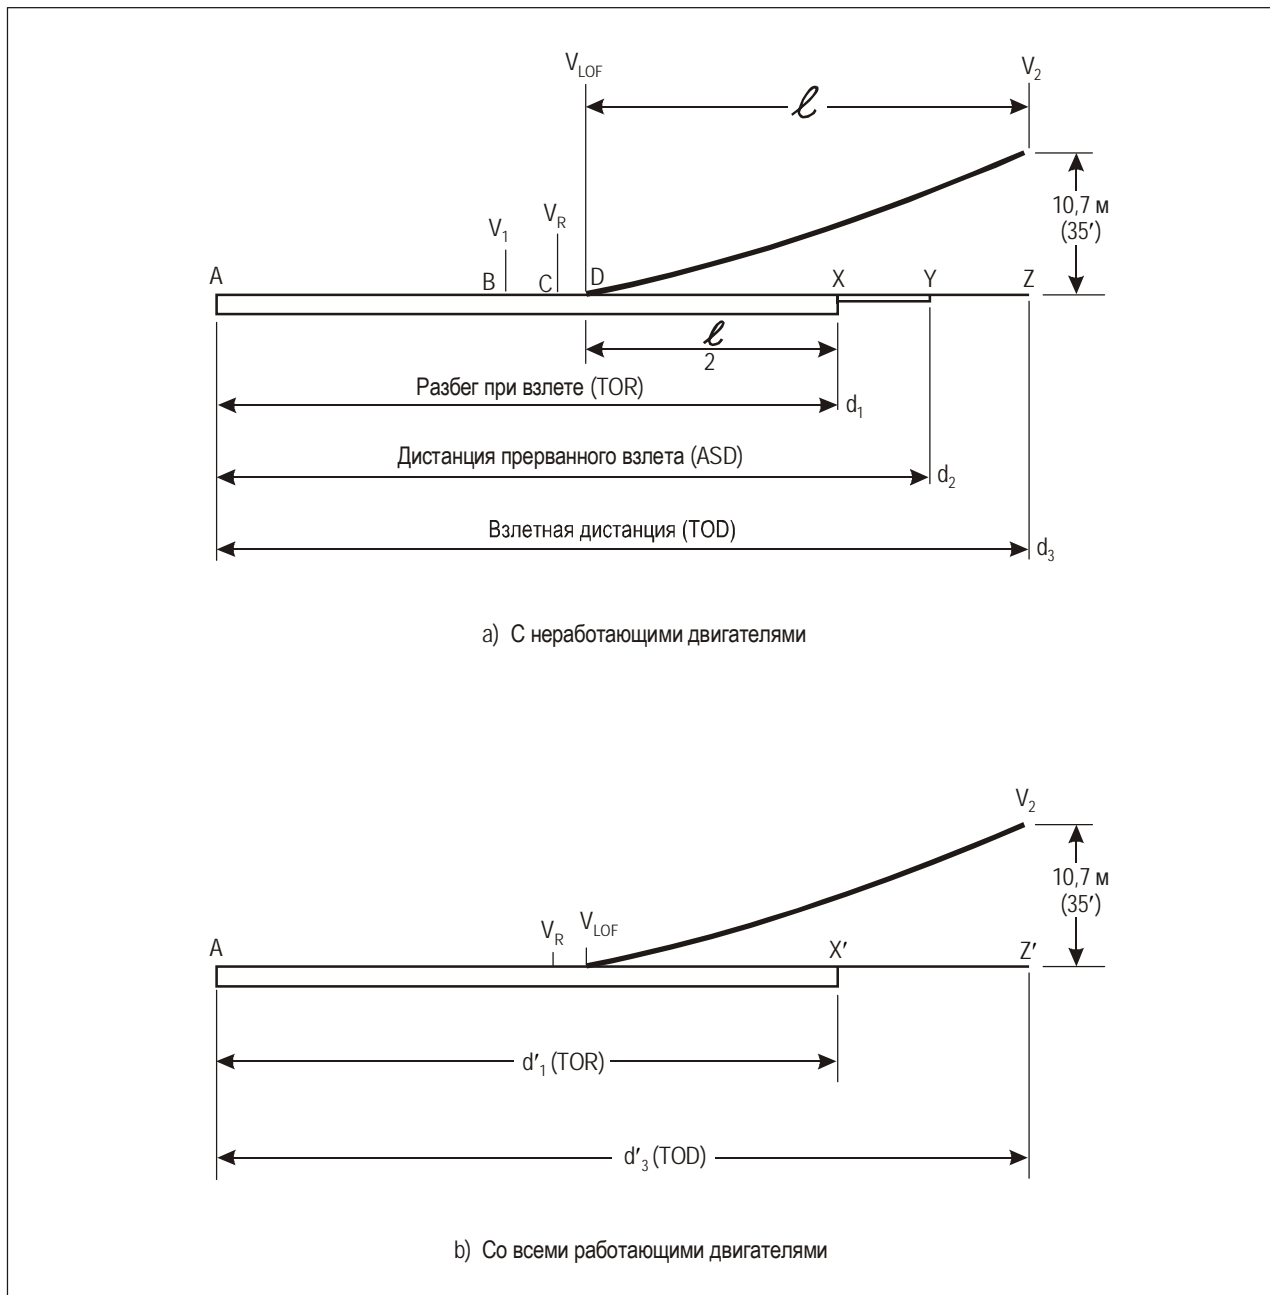 V_LOF
V_2
ℓ
V_R
V_1
10,7 м
(35′)
A
B
C
D
X
Y
Z
ℓ
2
Разбег при взлете (TOR)
d_1
Дистанция прерванного взлета (ASD)
d_2
Взлетная дистанция (TOD)
d_3
a) С неработающими двигателями
V_2
10,7 м
(35′)
V_R
V_LOF
A
X′
Z′
d′_1 (TOR)
d′_3 (TOD)
b) Со всеми работающими двигателями